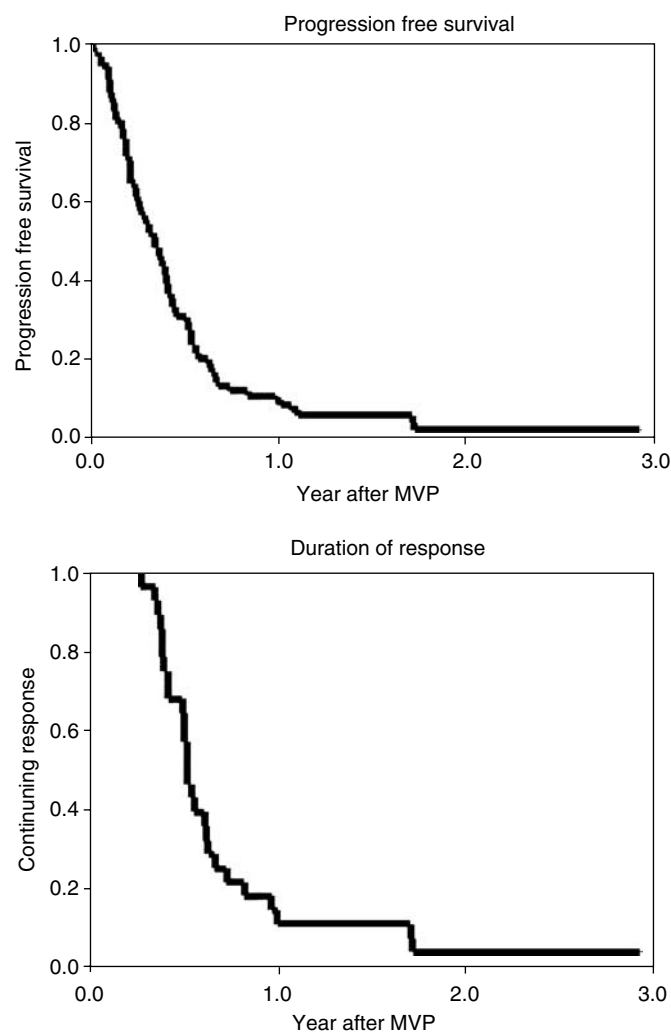 Progression free survival
Progression free survival
1.0
0.8
0.6
0.4
0.2
0.0
0.0 1.0 2.0 3.0
Year after MVP
Duration of response
Continuning response
1.0
0.8
0.6
0.4
0.2
0.0
0.0 1.0 2.0 3.0
Year after MVP